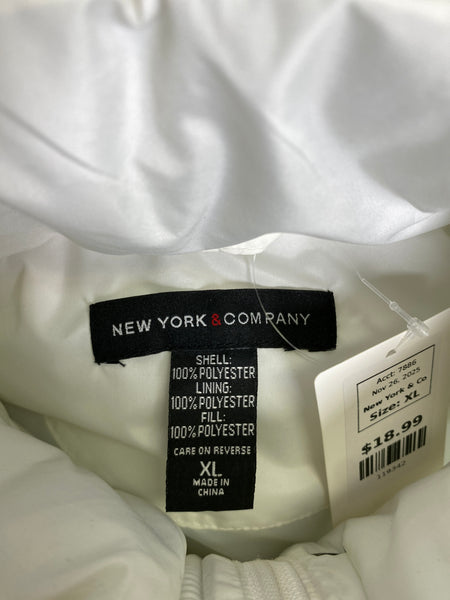 NEW YORK & COMPANY
SHELL:
100% POLYESTER
LINING:
100% POLYESTER
FILL:
100% POLYESTER
CARE ON REVERSE
XL
MADE IN
CHINA
Acct: 7886
Nov 26, 2025
New York & Co
Size: XL
$18.99
119342